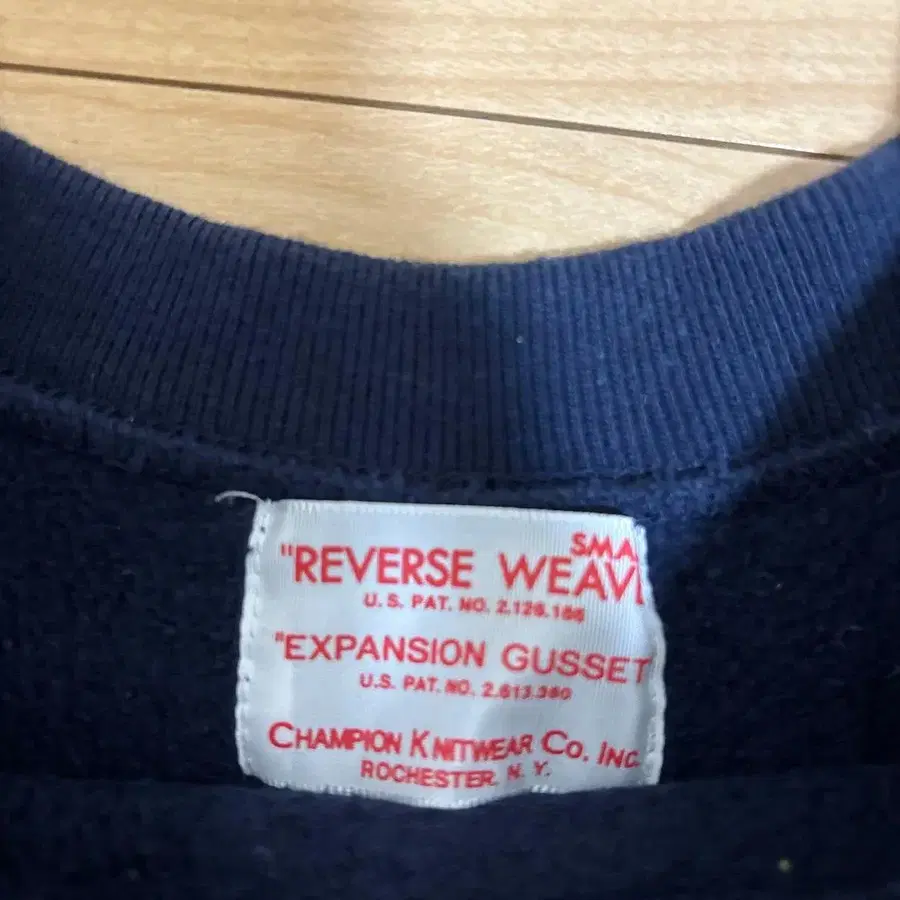 SMA
"REVERSE WEAV
U.S. PAT. NO. 2.126.186
"EXPANSION GUSSET
U.S. PAT. NO. 2.613.360
CHAMPION KNITWEAR CO. INC.
ROCHESTER, N. Y.